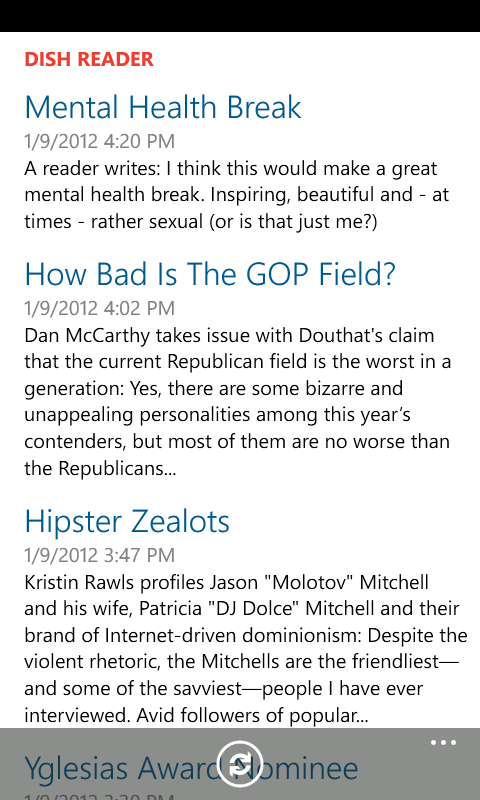 DISH READER
Mental Health Break
1/9/2012 4:20 PM
A reader writes: I think this would make a great
mental health break. Inspiring, beautiful and - at
times - rather sexual (or is that just me?)
How Bad Is The GOP Field?
1/9/2012 4:02 PM
Dan McCarthy takes issue with Douthat's claim
that the current Republican field is the worst in a
generation: Yes, there are some bizarre and
unappealing personalities among this year’s
contenders, but most of them are no worse than
the Republicans...
Hipster Zealots
1/9/2012 3:47 PM
Kristin Rawls profiles Jason "Molotov" Mitchell
and his wife, Patricia "DJ Dolce" Mitchell and their
brand of Internet-driven dominionism: Despite the
violent rhetoric, the Mitchells are the friendliest—
and some of the savviest—people I have ever
interviewed. Avid followers of popular...
Yglesias Award Nominee
1/9/2012 3:30 PM